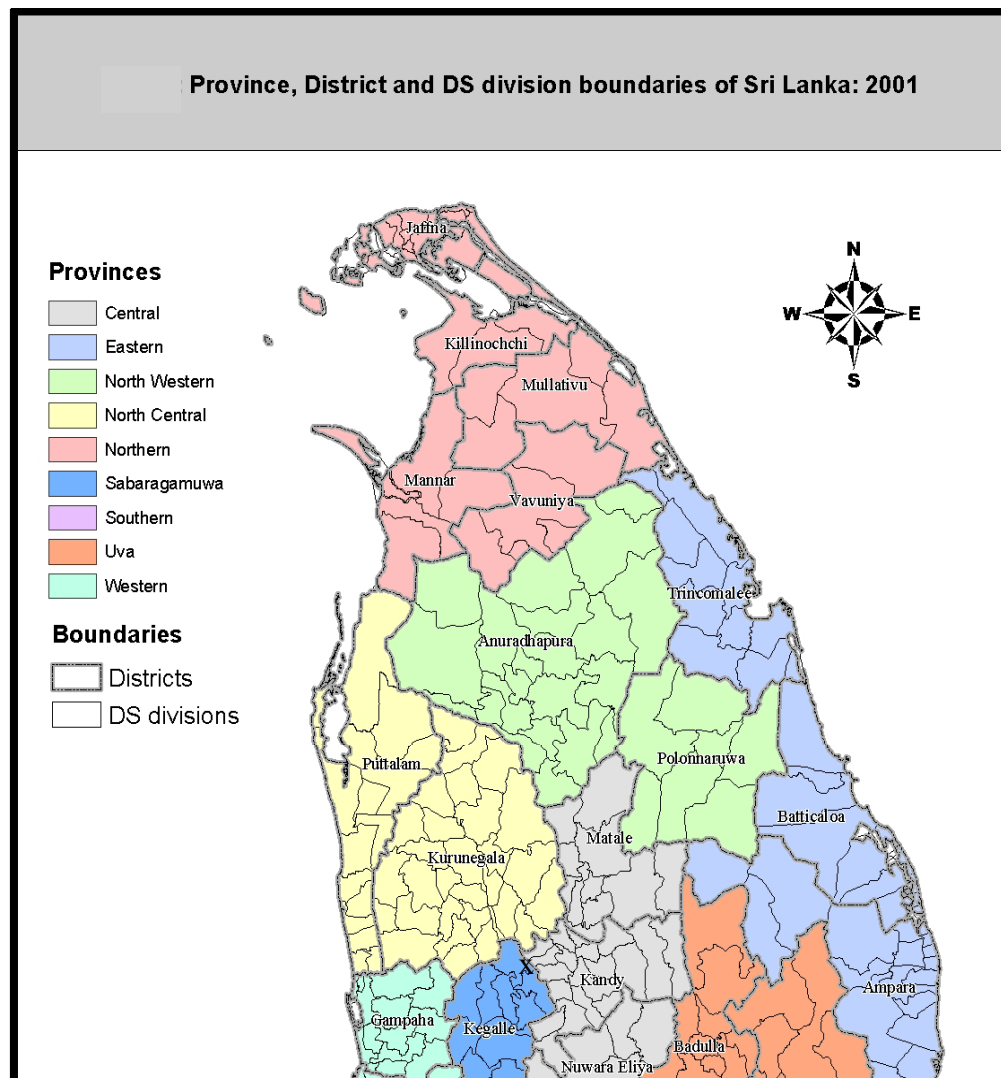 : Province, District and DS division boundaries of Sri Lanka: 2001
Jaffna
N
W E
S
Provinces
Central
Eastern
North Western
North Central
Northern
Sabaragamuwa
Southern
Uva
Western
Boundaries
Districts
DS divisions
Killinochchi
Mullativu
Mannar
Vavuniya
Trincomalee
Anuradhapura
Puttalam
Polonnaruwa
Batticaloa
Matale
Kurunegala
X
Kandy
Ampara
Gampaha
Kegalle
Badulla
Nuwara Eliya